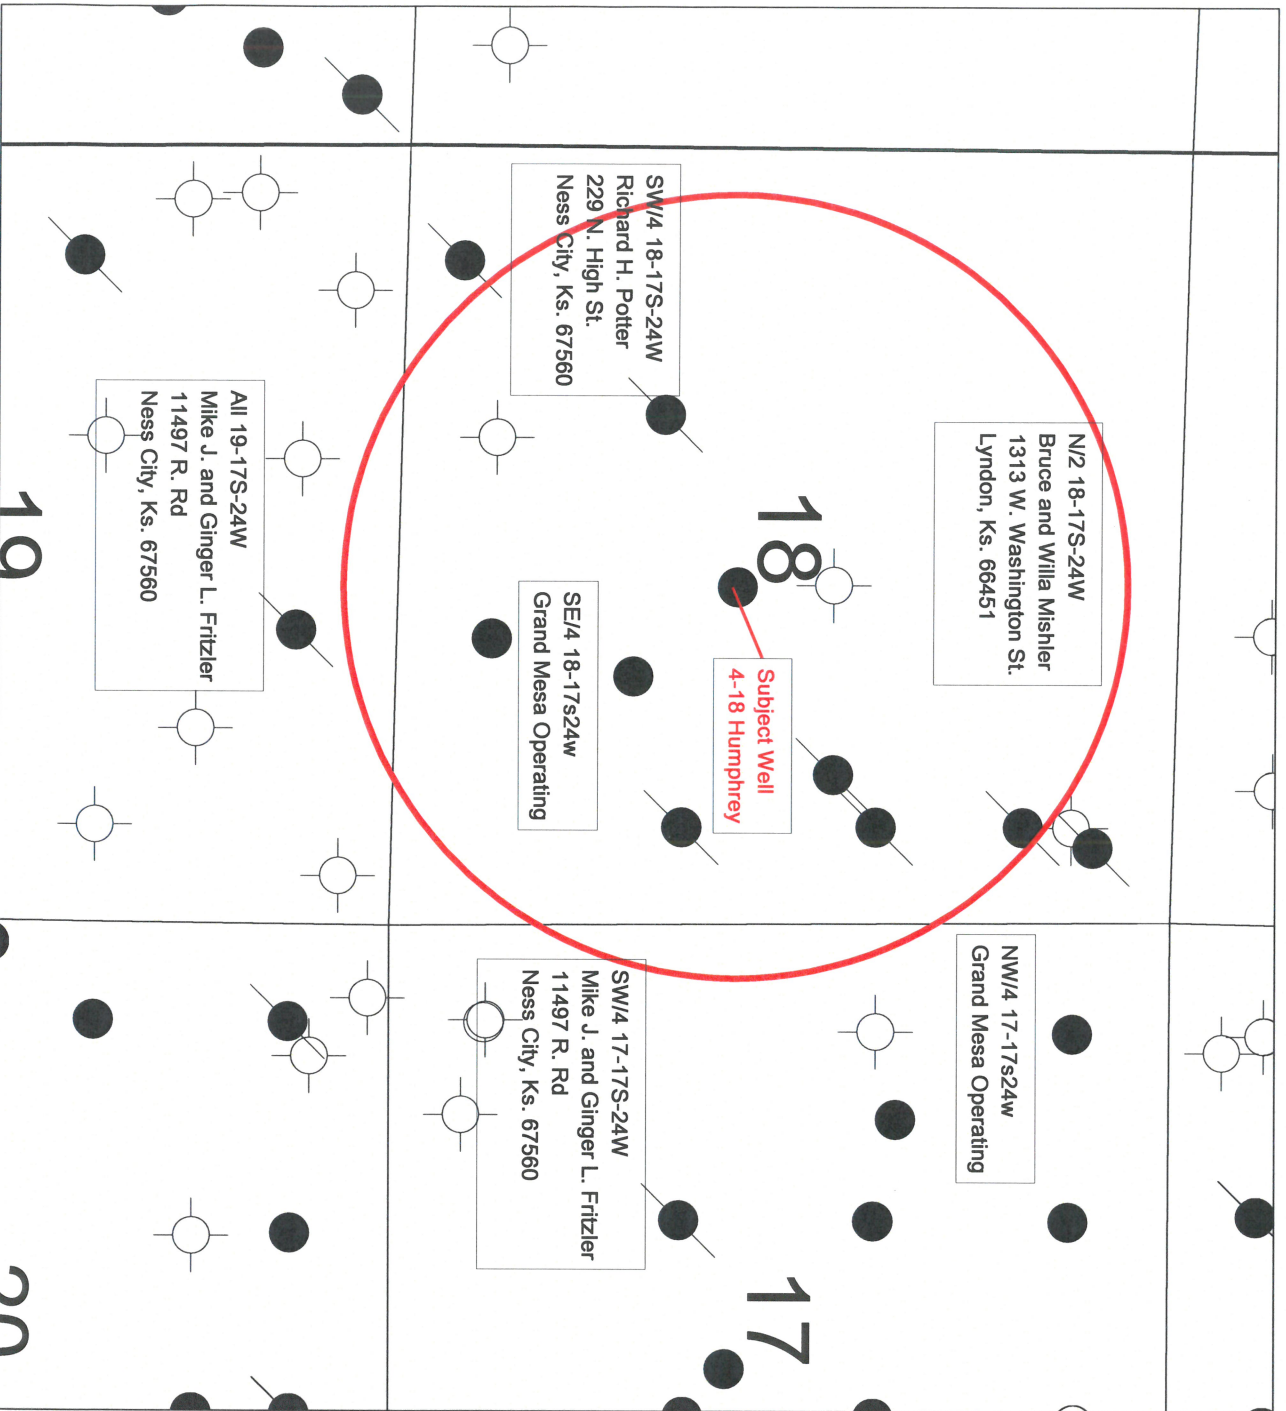 N/2 18-17S-24W
Bruce and Willa Mishler
1313 W. Washington St.
Lyndon, Ks. 66451
NW/4 17-17s24w
Grand Mesa Operating
18
Subject Well
4-18 Humphrey
17
SW/4 18-17S-24W
Richard H. Potter
229 N. High St.
Ness City, Ks. 67560
SE/4 18-17s24w
Grand Mesa Operating
SW/4 17-17S-24W
Mike J. and Ginger L. Fritzler
11497 R. Rd
Ness City, Ks. 67560
All 19-17S-24W
Mike J. and Ginger L. Fritzler
11497 R. Rd
Ness City, Ks. 67560
19
20